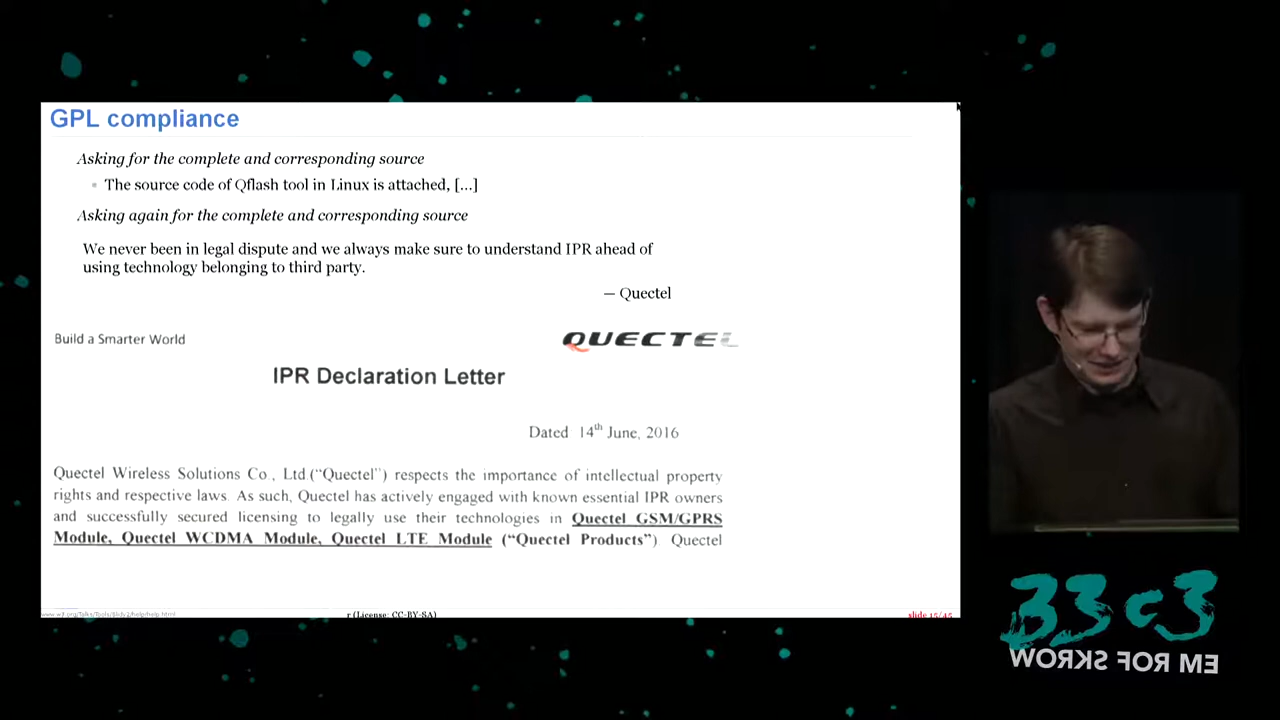 GPL compliance
Asking for the complete and corresponding source
The source code of Qflash tool in Linux is attached, [...]
Asking again for the complete and corresponding source
We never been in legal dispute and we always make sure to understand IPR ahead of
using technology belonging to third party.
— Quectel
Build a Smarter World
QUECTEL
IPR Declaration Letter
Dated 14th June, 2016
Quectel Wireless Solutions Co., Ltd ("Quectel") respects the importance of intellectual property
rights and respective laws. As such, Quectel has actively engaged with known essential IPR owners
and successfully secured licensing to legally use their technologies in Quectel GSM/GPRS
Module, Quectel WCDMA Module, Quectel LTE Module ("Quectel Products"). Quectel
r (License: CC-BY-SA)
slide 15/45
33c3
WORKS FOR ME